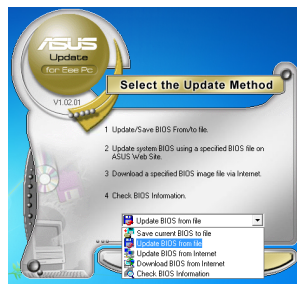 ASUS
Update
for Eee Pc
V1.02.01
Select the Update Method
1 Update/Save BIOS From/to file.
2 Update system BIOS using a specified BIOS file on
ASUS Web Site.
3 Download a specified BIOS image file via Internet.
4 Check BIOS Information.
Update BIOS from file
Save current BIOS to file
Update BIOS from file
Update BIOS from Internet
Download BIOS from Internet
Check BIOS Information